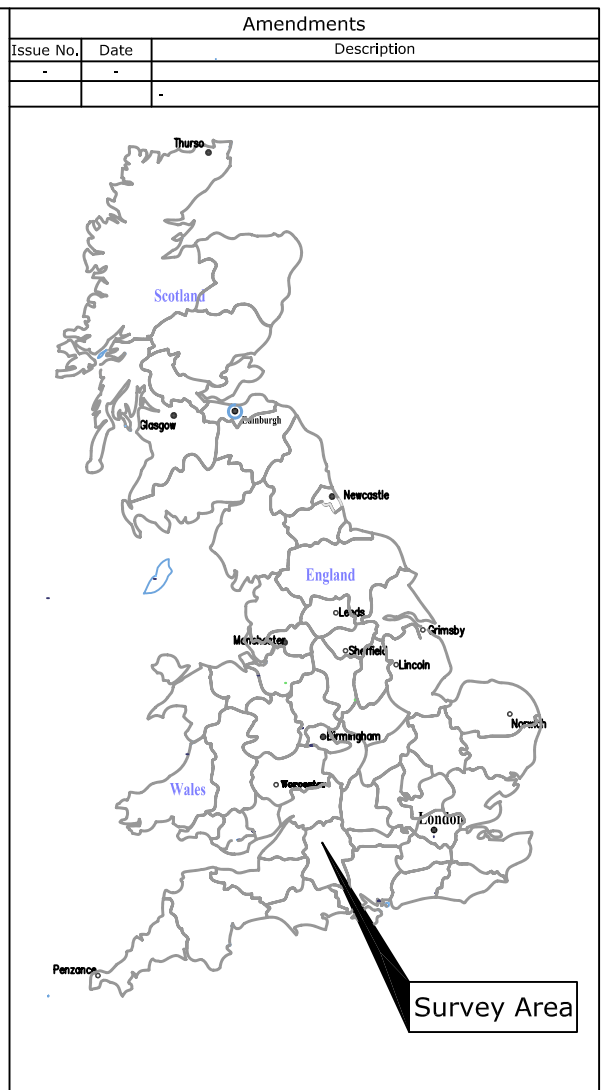 Amendments
Issue No. Date Description
- -
-
Thurso
Scotland
Glasgow
Edinburgh
Newcastle
England
Leeds
Grimsby
Manchester
Sheffield
Lincoln
Norwich
Birmingham
Worcester
Wales
London
Penzance
Survey Area